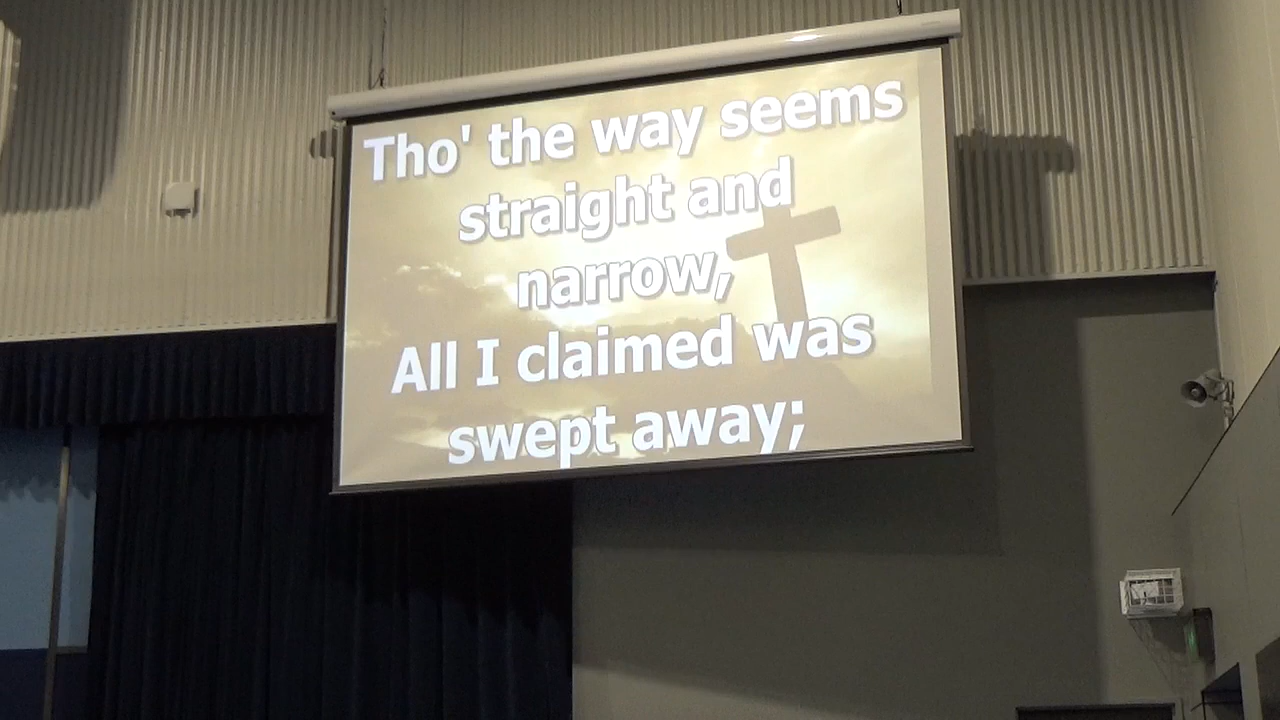 Tho' the way seems
straight and
narrow,
All I claimed was
swept away;